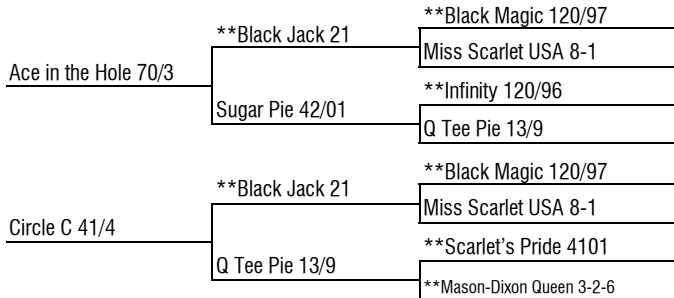 **Black Magic 120/97
**Black Jack 21
Miss Scarlet USA 8-1
Ace in the Hole 70/3
**Infinity 120/96
Sugar Pie 42/01
Q Tee Pie 13/9
**Black Magic 120/97
**Black Jack 21
Miss Scarlet USA 8-1
Circle C 41/4
**Scarlet's Pride 4101
Q Tee Pie 13/9
**Mason-Dixon Queen 3-2-6